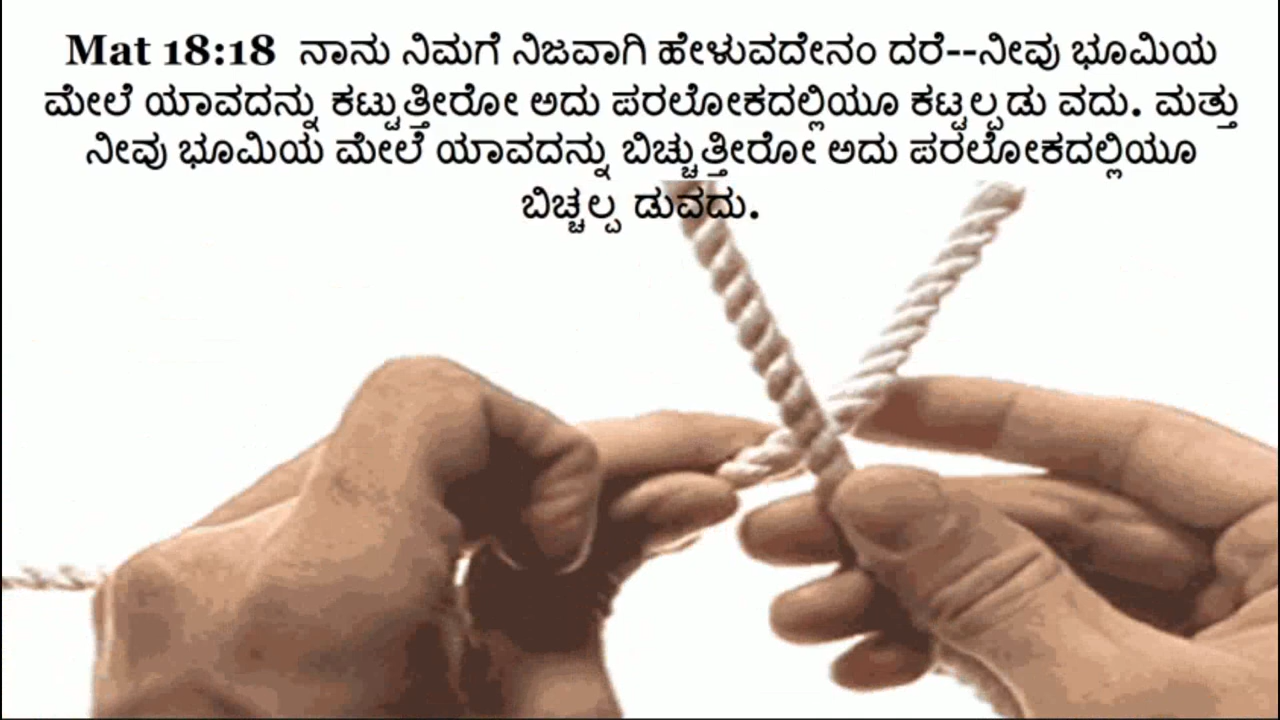 Mat 18:18 ನಾನು ನಿಮಗೆ ನಿಜವಾಗಿ ಹೇಳುವದೇನಂ ದರೆ--ನೀವು ಭೂಮಿಯ
ಮೇಲೆ ಯಾವದನ್ನು ಕಟ್ಟುತ್ತೀರೋ ಅದು ಪರಲೋಕದಲ್ಲಿಯೂ ಕಟ್ಟಲ್ಪಡು ವದು. ಮತ್ತು
ನೀವು ಭೂಮಿಯ ಮೇಲೆ ಯಾವದನ್ನು ಬಿಚ್ಚುತ್ತೀರೋ ಅದು ಪರಲೋಕದಲ್ಲಿಯೂ
ಬಿಚ್ಚಲ್ಪ ಡುವದು.